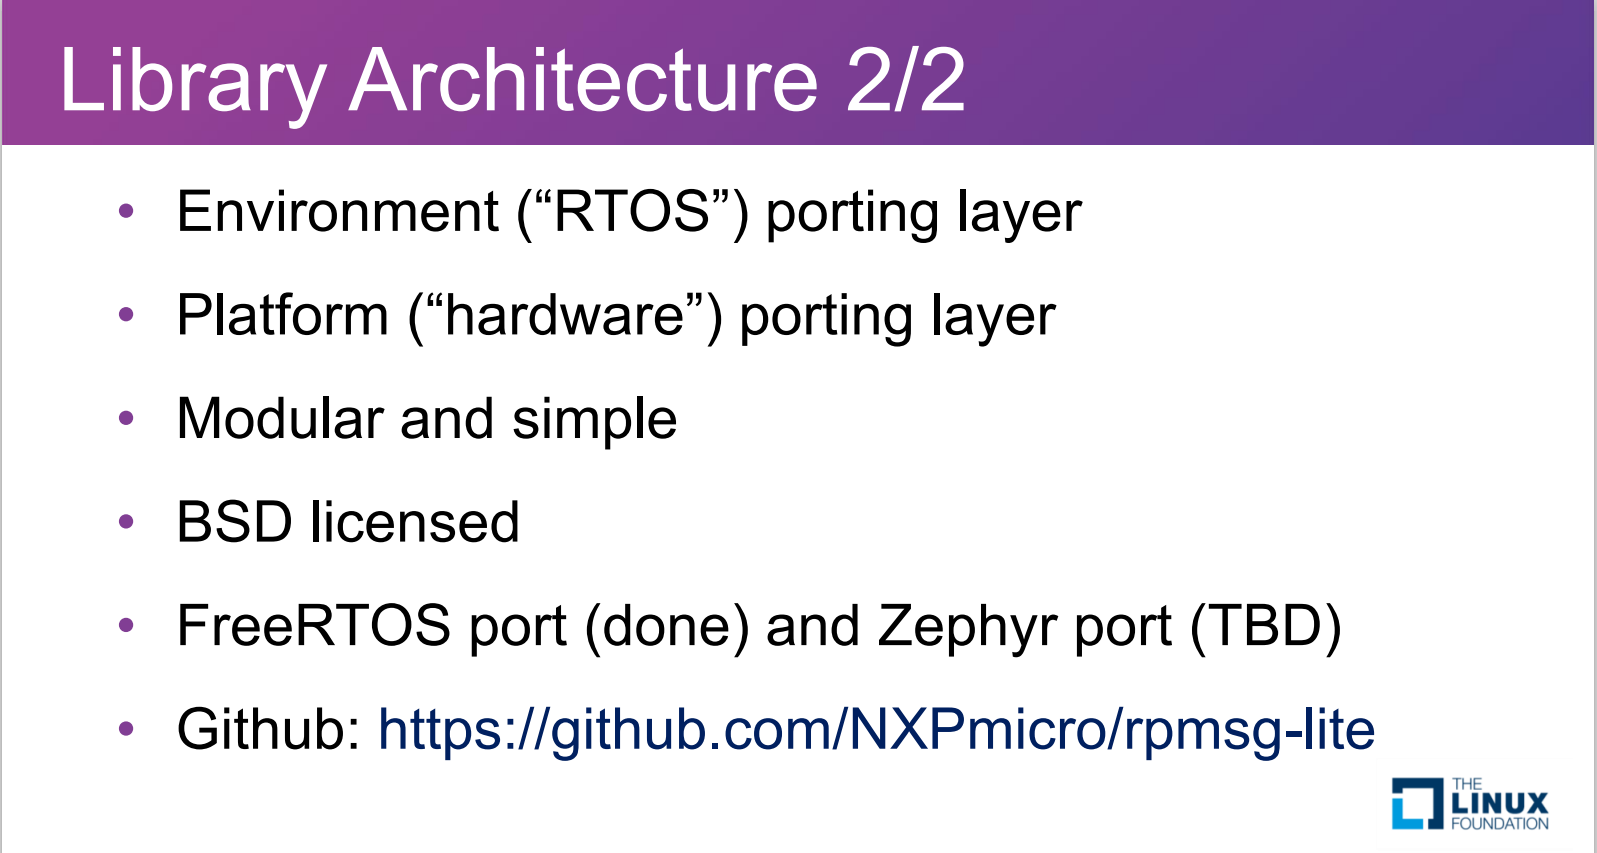 Library Architecture 2/2
• Environment (“RTOS”) porting layer
• Platform (“hardware”) porting layer
• Modular and simple
• BSD licensed
• FreeRTOS port (done) and Zephyr port (TBD)
• Github: https://github.com/NXPmicro/rpmsg-lite
THE
LINUX
FOUNDATION